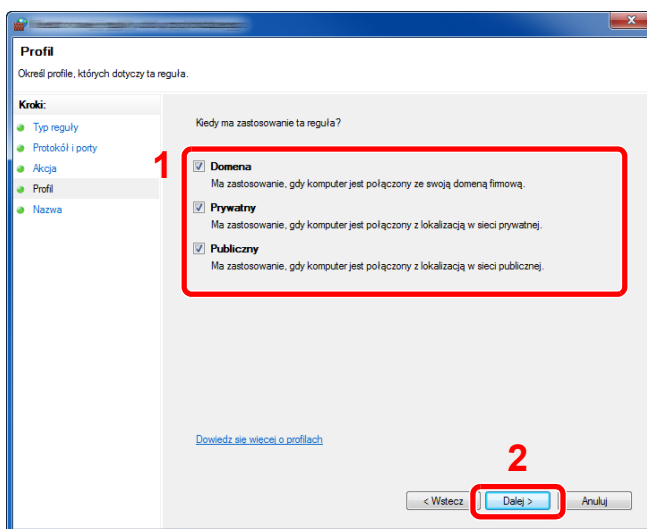 Profil
Określ profile, których dotyczy ta reguła.
Kroki:
Typ reguły
Protokół i porty
Akcja
Profil
Nazwa
Kiedy ma zastosowanie ta reguła?
1
Domena
Ma zastosowanie, gdy komputer jest połączony ze swoją domeną firmową.
Prywatny
Ma zastosowanie, gdy komputer jest połączony z lokalizacją w sieci prywatnej.
Publiczny
Ma zastosowanie, gdy komputer jest połączony z lokalizacją w sieci publicznej.
Dowiedz się więcej o profilach
2
< Wstecz Dalej > Anuluj